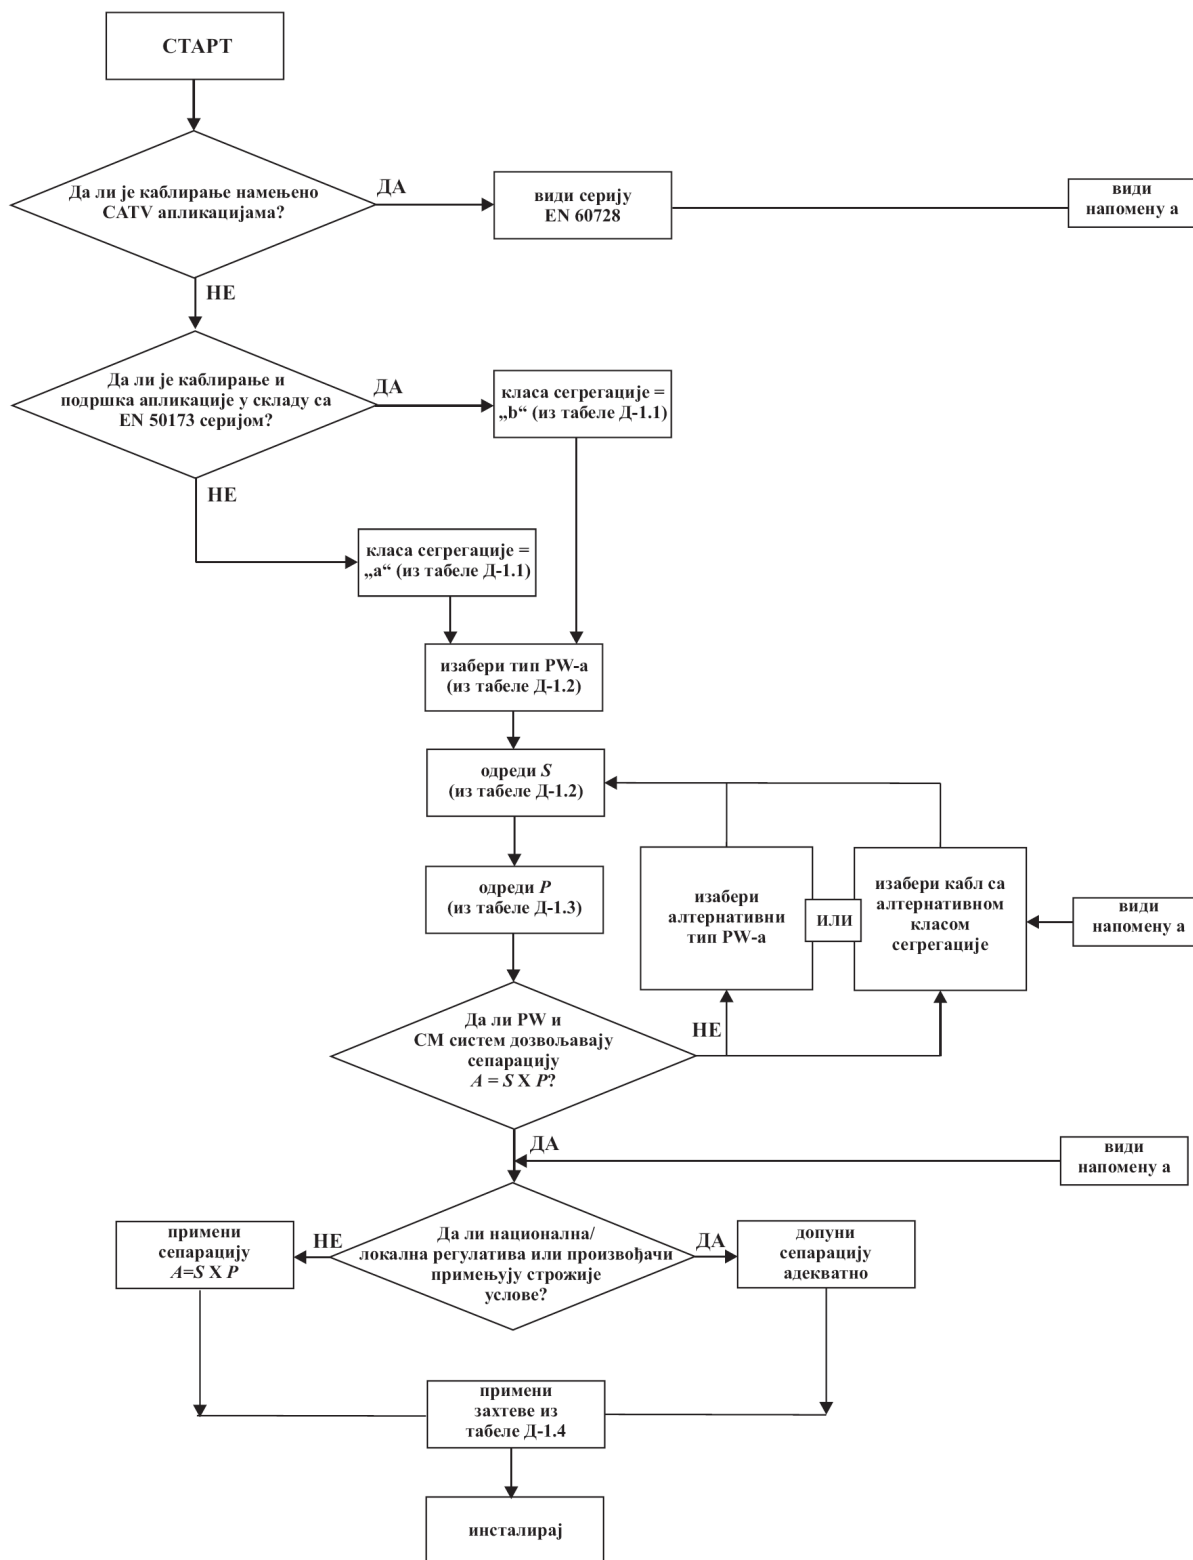 СТАРТ
Да ли је каблирање намењено
CATV апликацијама?
ДА
види серију
EN 60728
види
напомену а
НЕ
Да ли је каблирање и
подршка апликације у складу са
EN 50173 серијом?
ДА
класа сегрегације =
„b“ (из табеле Д-1.1)
НЕ
класа сегрегације =
„a“ (из табеле Д-1.1)
изабери тип PW-a
(из табеле Д-1.2)
одреди S
(из табеле Д-1.2)
одреди P
(из табеле Д-1.3)
изабери
алтернативни
тип PW-a
ИЛИ
изабери кабл са
алтернативном
класом
сегрегације
види
напомену а
Да ли PW и
СМ систем дозвољавају
сепарацију
A = S X P?
НЕ
ДА
види
напомену а
Да ли национална/
локална регулатива или произвођачи
примењују строжије
услове?
НЕ
примени
сепарацију
A=S X P
ДА
допуни
сепарацију
адекватно
примени
захтеве из
табеле Д-1.4
инсталирај